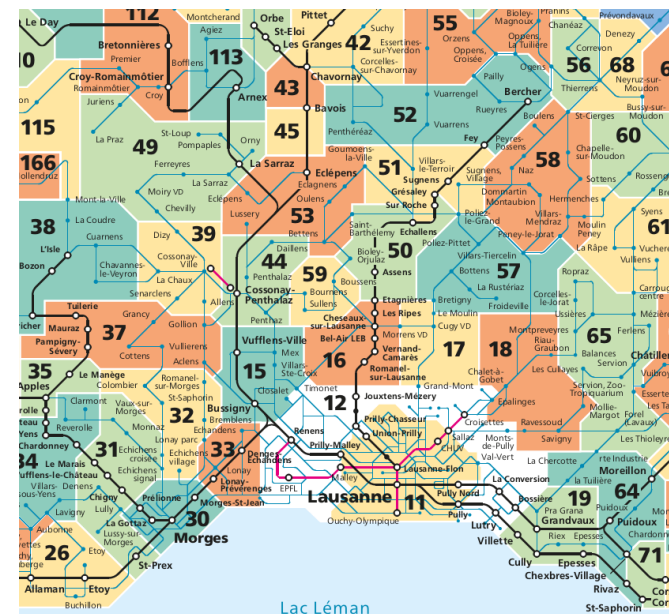 112
Montcherand
Orbe
Pittet
Suchy
55
Bioley-
Magnoux
Prahins
Chanéaz
Prévondavaux
Le Day
Agiez
St-Eloi
Les Granges
42
Essertines-
sur-Yverdon
Orzens
Oppens,
La Tuilière
Denezy
Bretonnières
Premier
Bofflens
113
Corcelles-
sur-Chavornay
Oppens,
Croisée
Ogens
Correvon
56
68
Croy-Romainmôtier
Romainmôtier
Juriens
Croy
Arnex
43
Chavornay
Pailly
Bercher
Thierrens
Neyruz-sur-
Moudon
Bussy-sur-
Moudon
115
La Praz
49
St-Loup
Pompaples
Orny
Bavois
45
52
Vuarrengel
Rueyres
Vuarrens
Penthéréaz
Boulens
St-Cierges
60
Ferreyres
La Sarraz
Goumoens-
la-Ville
Fey
Peyres-
Possens
58
Chapelle-
sur-Moudon
166
Moiry VD
La Sarraz
Eclépens
Eclépens
Eclagnens
Oulens
51
Villars-
le-Terroir
Sugnens
Sugnens,
Village
Naz
Sottens
Mont-la-Ville
Chevilly
Lussery
53
Grésaley
Sur Roche
Dommartin
Montaubion
Hermenches
38
La Coudre
Cuarnens
Dizy
39
Bettens
Saint-
Barthélemy
Echallens
Poliez-
le-Grand
Villars-
Mendraz
Peney-le-Jorat
Moulin
Peney
La Râpe
Syens
61
L'Isle
Bozon
Chavannes-
le-Veyron
Cossonay-
Ville
La Chaux
44
Daillens
Penthalaz
Bioley-
Orjulaz
50
Assens
Poliez-Pittet
Villars-Tiercelin
Bottens
57
Vulliens
Ropraz
Senarclens
Allens
Cossonay-
Penthalaz
59
Bournens
Sullens
Boussens
Etagnières
Bretigny
La Rustériaz
Froideville
Corcelles-
le-Jorat
Tuilerie
37
Grancy
Gollion
Penthaz
Cheseaux-
sur-Lausanne
Les Ripes
Le Moulin
Cugy VD
Ussières
Mauraz
Pampigny-
Sévery
Cottens
Vullierens
Aclens
Vufflens-Ville
Mex
Villars-
Ste-Croix
Bel-Air LEB
16
Morrens VD
Vernand-
Camarès
17
18
Montpreveyres
Riau-
Graubon
65
Ferlens
Balances
Servion
35
Apples
Le Manège
Colombier
Romanel-
sur-Morges
15
Romanel-
sur-Lausanne
Chalet-à-
Gobet
Les Cullayes
Servion, Zoo-
Tropiquarium
Clarmont
Vaux-sur-
Morges
St-Saphorin
Bussigny
Timonet
12
Jouxtens-Mézery
Grand-Mont
Epalinges
Mollie-
Margot
Forel
(Lavaux)
Reverolle
Monnaz
32
Bremblens
Echandens
Prilly-Chasseur
Croisettes
Ravessoud
Savigny
Chardonney
31
Echichens
croisée
Lonay parc
33
Renens
Union-Prilly
Sallaz
CHUV
Monts-
de-Pully
Val-Vert
Le Marais
Vufflens-le-Château
Echichens
signal
Echichens
village
Lonay
Denges
Echandens
Prilly-Malley
Lausanne-Flon
La Chercotte
Moreillon
Denens
Chigny
Lully
Prélionne
Lonay-
Préverenges
EPFL
Malley
Lausanne
La Conversion
la Tuilière
64
Lavigny
La Gottaz
30
Morges-St-Jean
11
Pully Nord
Bossière
19
Puidoux
Aubonne
Lussy-sur-
Morges
Morges
Ouchy-Olympique
Pully
Lutry
Pra Grana
Grandvaux
Puidoux
26
Etoy
St-Prex
Villette
Riex
Epesses
71
Allaman
Etoy
Cully
Epesses
Chexbres-Village
Buchillon
Rivaz
St-Saphorin
Lac Léman